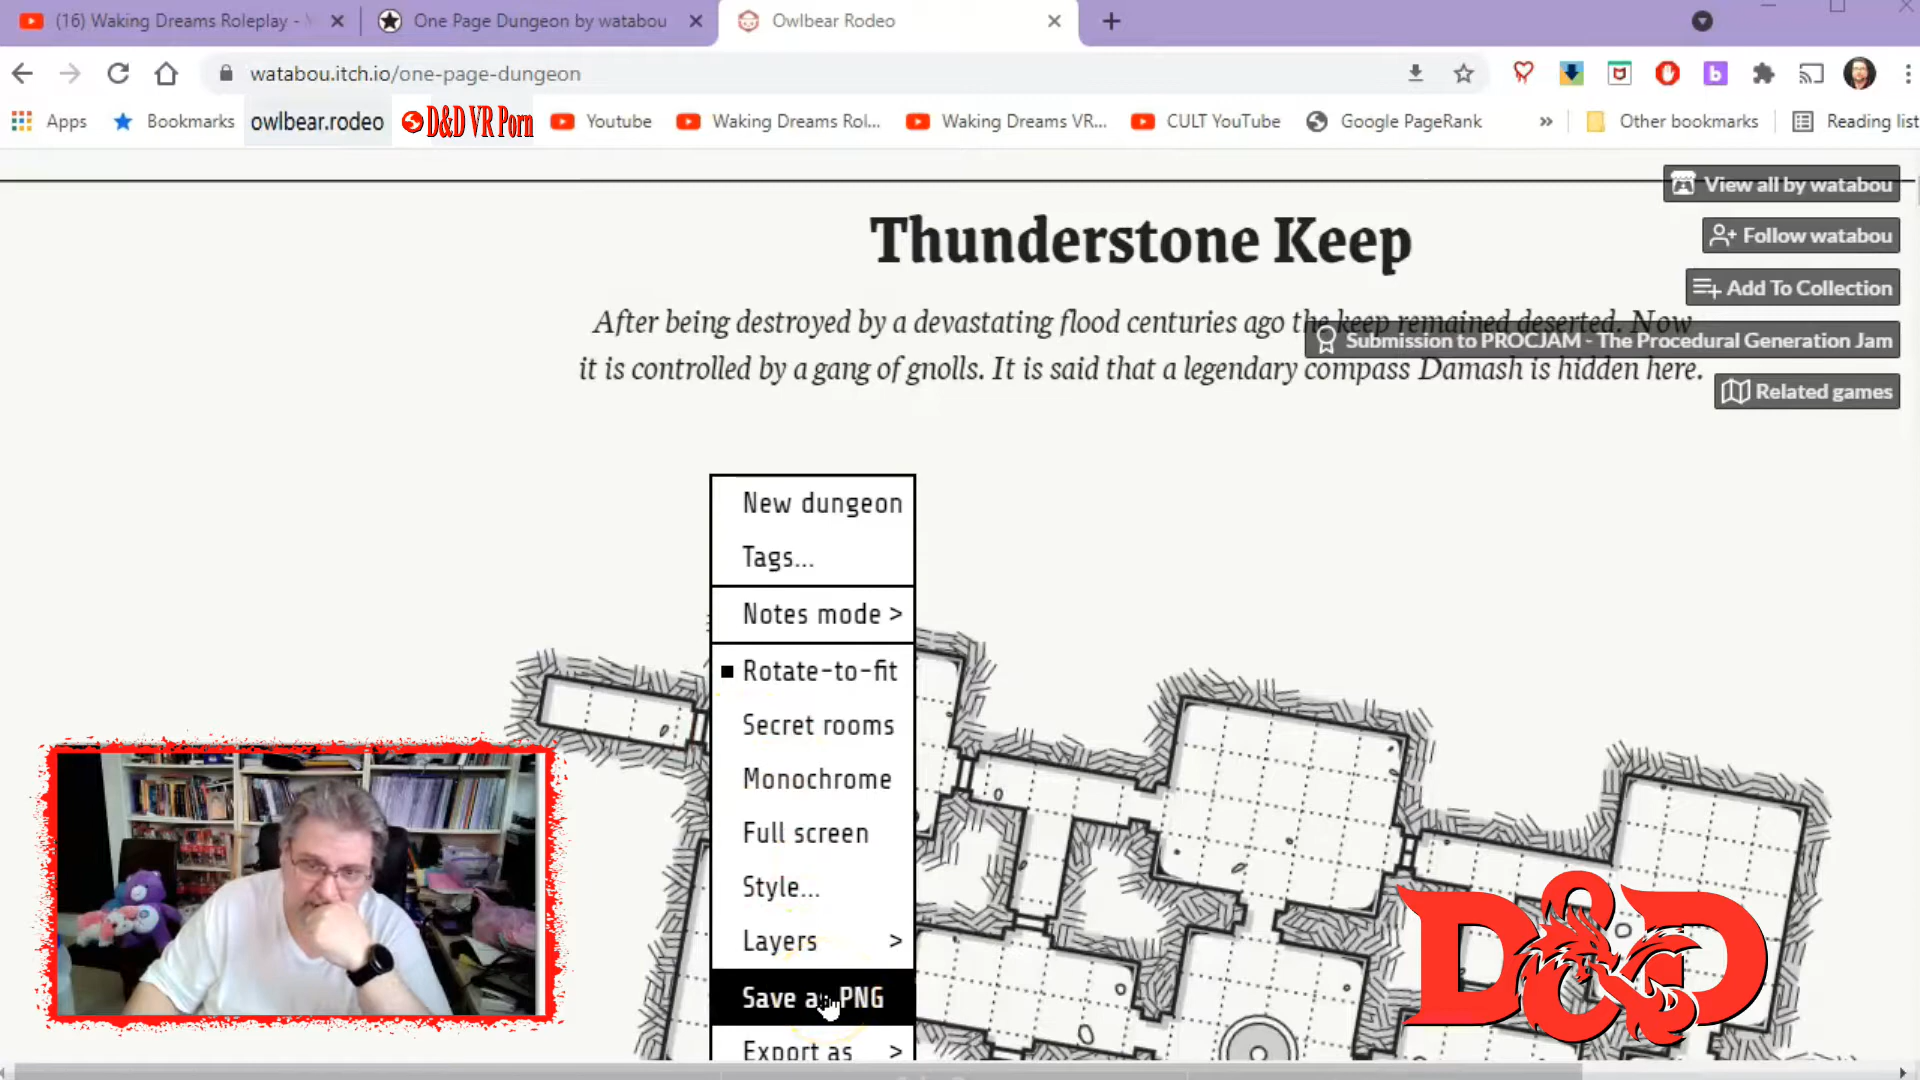 (16) Waking Dreams Roleplay -
One Page Dungeon by watabou
Owlbear Rodeo
watabou.itch.io/one-page-dungeon
Apps
Bookmarks
owlbear.rodeo
D&D VR Porn
Youtube
Waking Dreams Rol...
Waking Dreams VR...
CULT YouTube
Google PageRank
»
Other bookmarks
Reading list
View all by watabou
Thunderstone Keep
Follow watabou
Add To Collection
After being destroyed by a devastating flood centuries ago the keep remained deserted. Now
Submission to PROCJAM - The Procedural Generation Jam
it is controlled by a gang of gnolls. It is said that a legendary compass Damash is hidden here.
Related games
New dungeon
Tags...
Notes mode >
Rotate-to-fit
Secret rooms
Monochrome
Full screen
Style...
Layers >
Save as PNG
Export as >
D&D